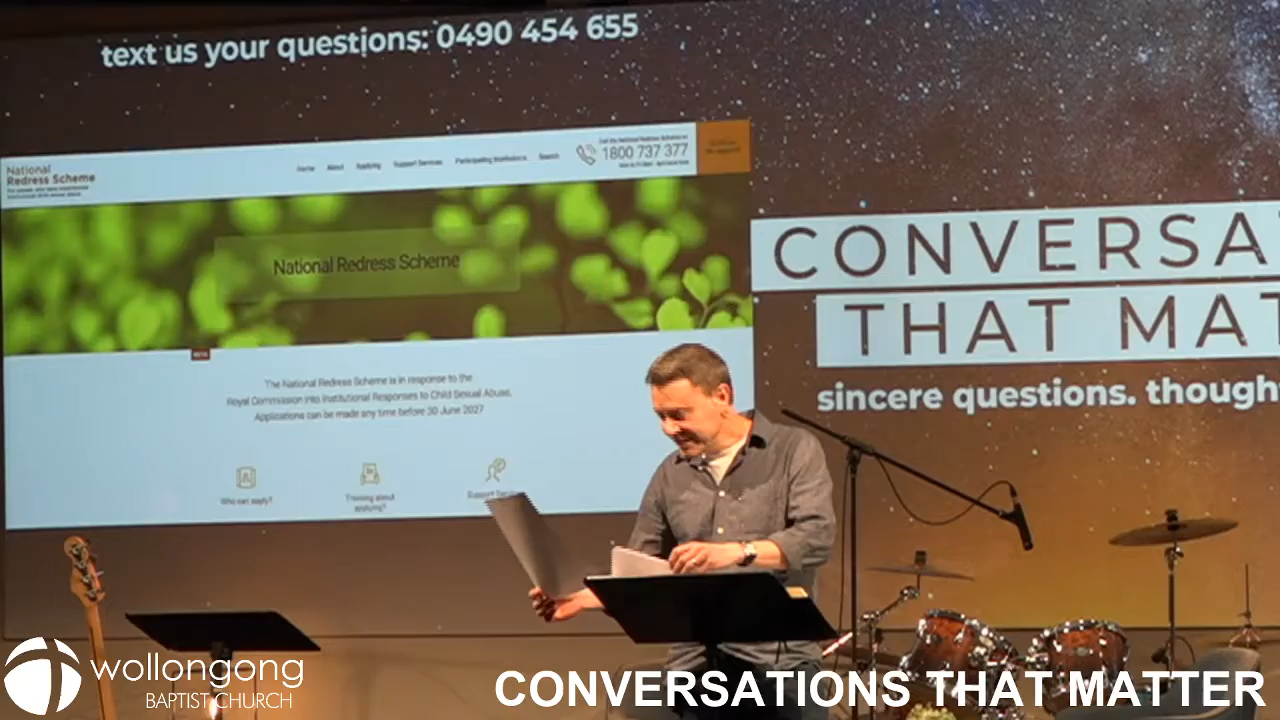 text us your questions: 0490 454 655
National
Redress Scheme
Home About Applying Support Services Participating Institutions Search
1800 737 377
National Redress Scheme
BETA
The National Redress Scheme is in response to the
Royal Commission into Institutional Responses to Child Sexual Abuse.
Applications can be made any time before 30 June 2027
Who can apply?
Thinking about
applying?
Support
CONVERSA
THAT MAT
sincere questions. though
wollongong
BAPTIST CHURCH
CONVERSATIONS THAT MATTER